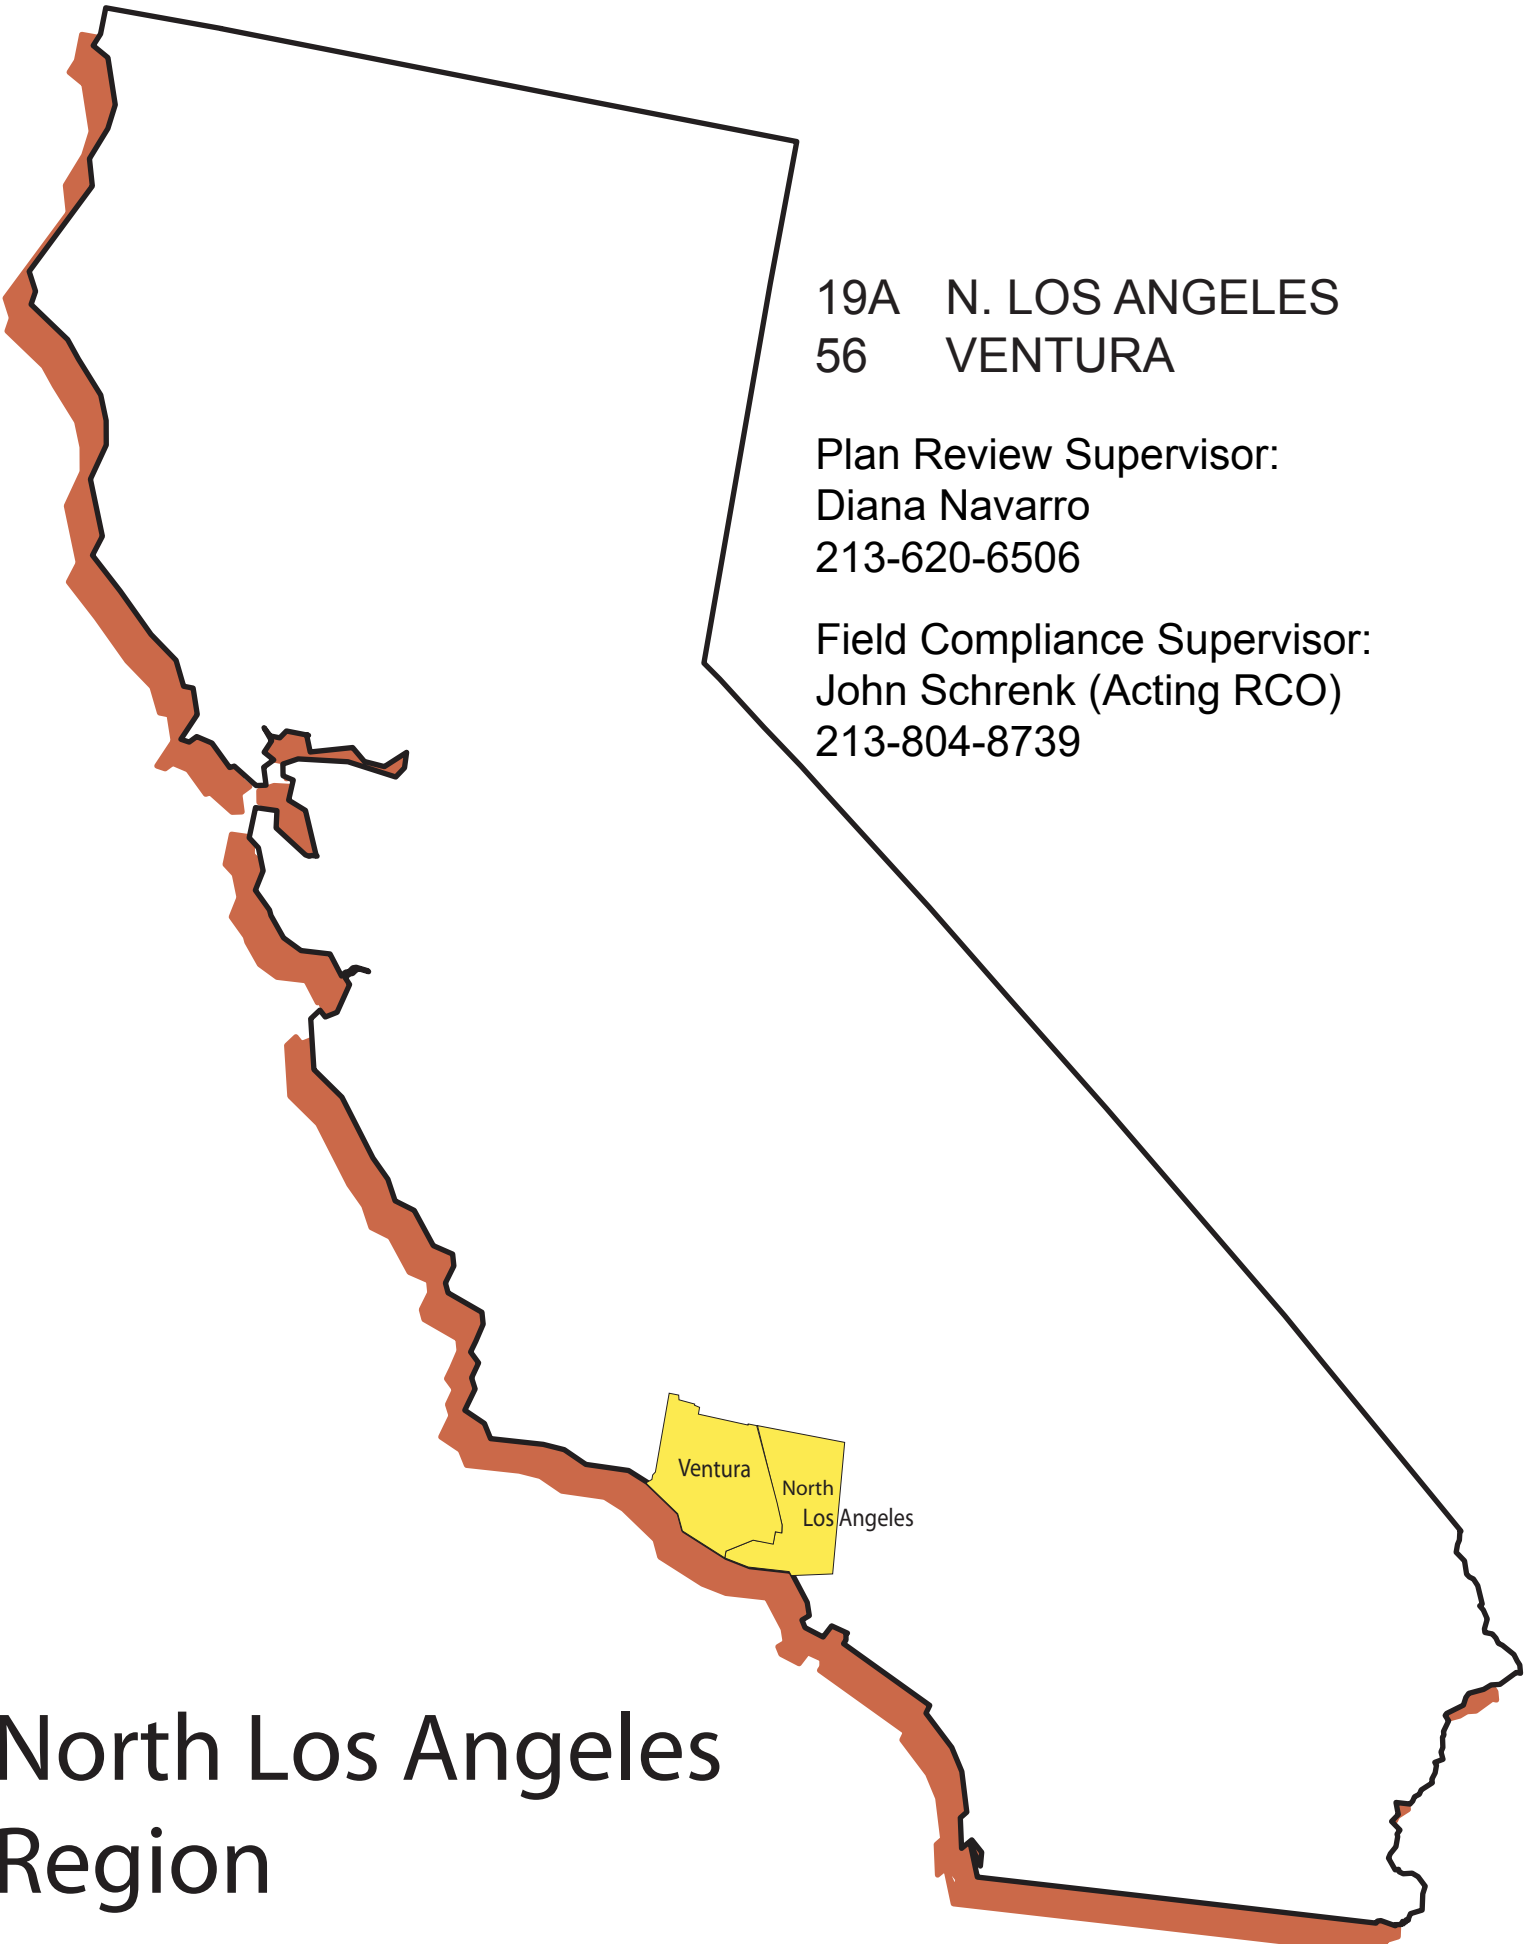 19A N. LOS ANGELES
56 VENTURA
Plan Review Supervisor:
Diana Navarro
213-620-6506
Field Compliance Supervisor:
John Schrenk (Acting RCO)
213-804-8739
Ventura
North
Los Angeles
North Los Angeles
Region